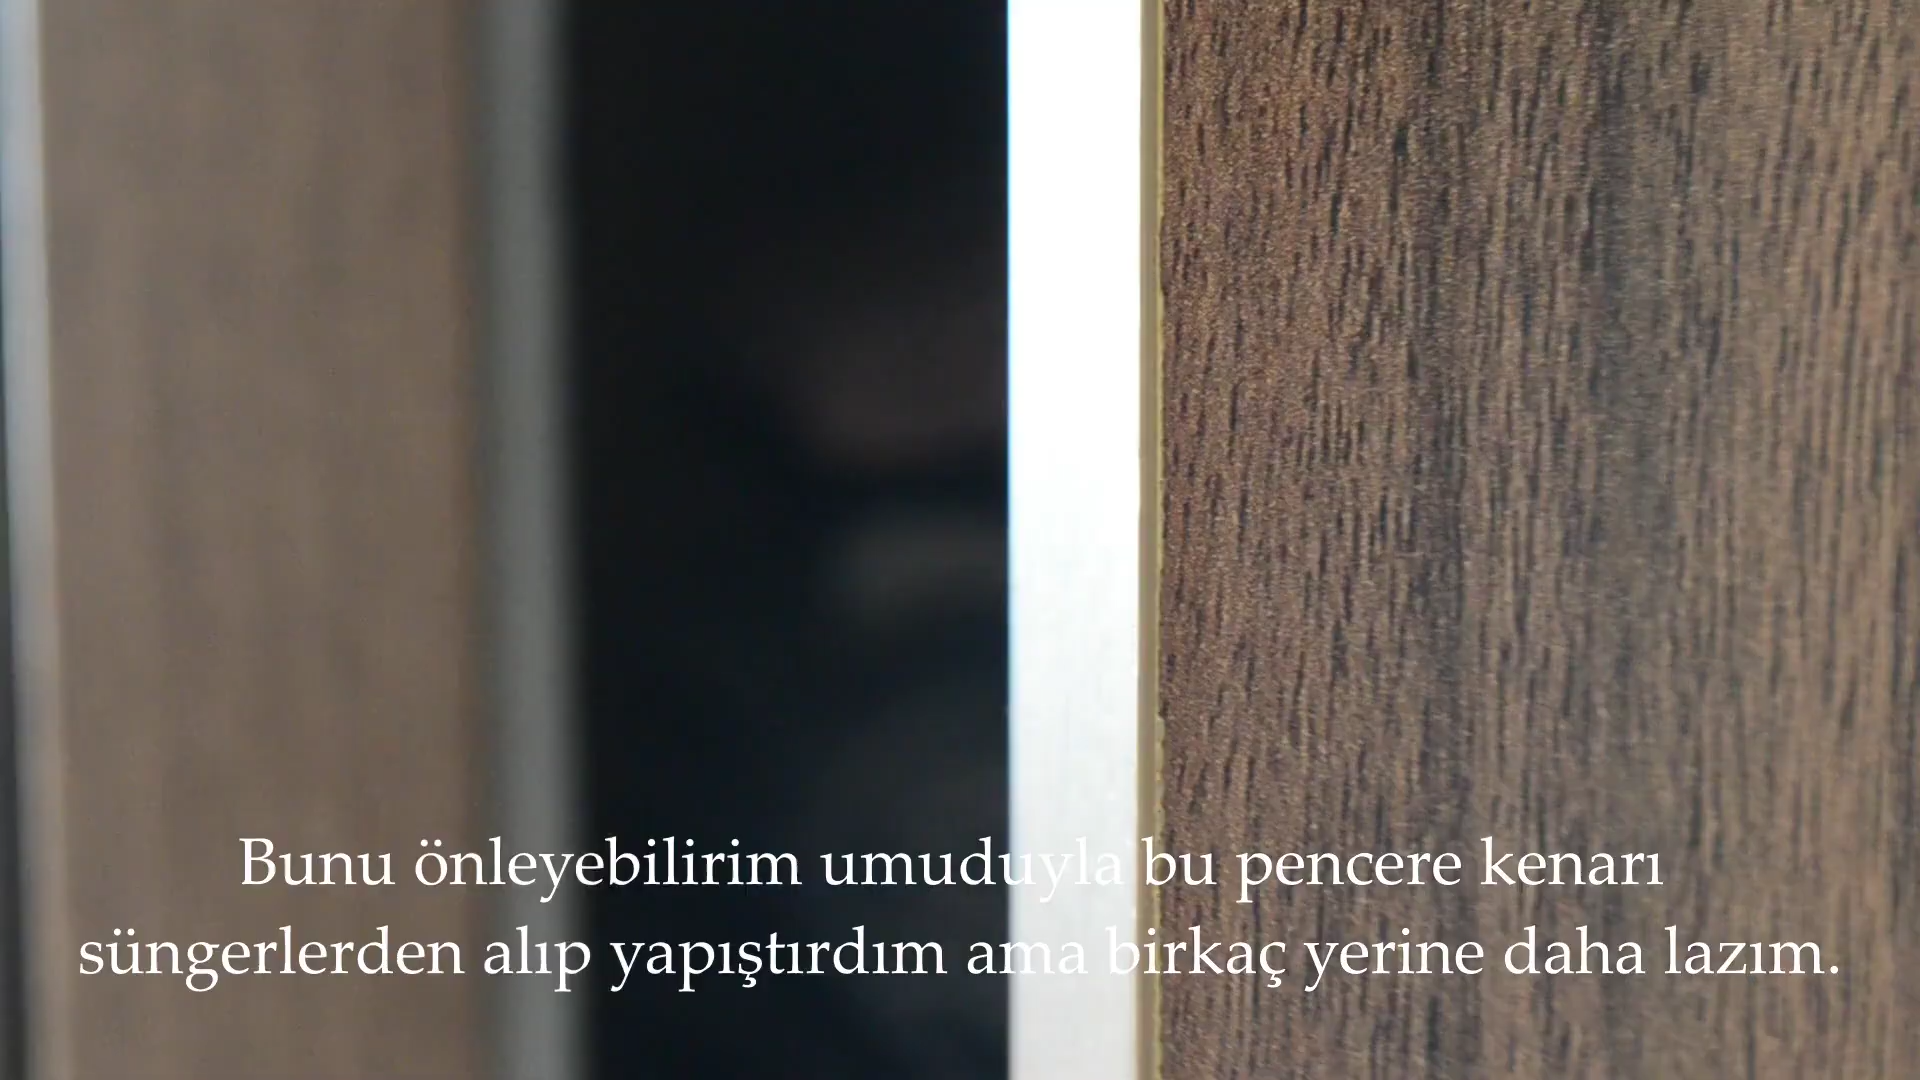 Bunu önleyebilirim umuduyla bu pencere kenarı
süngerlerden alıp yapıştırdım ama birkaç yerine daha lazım.